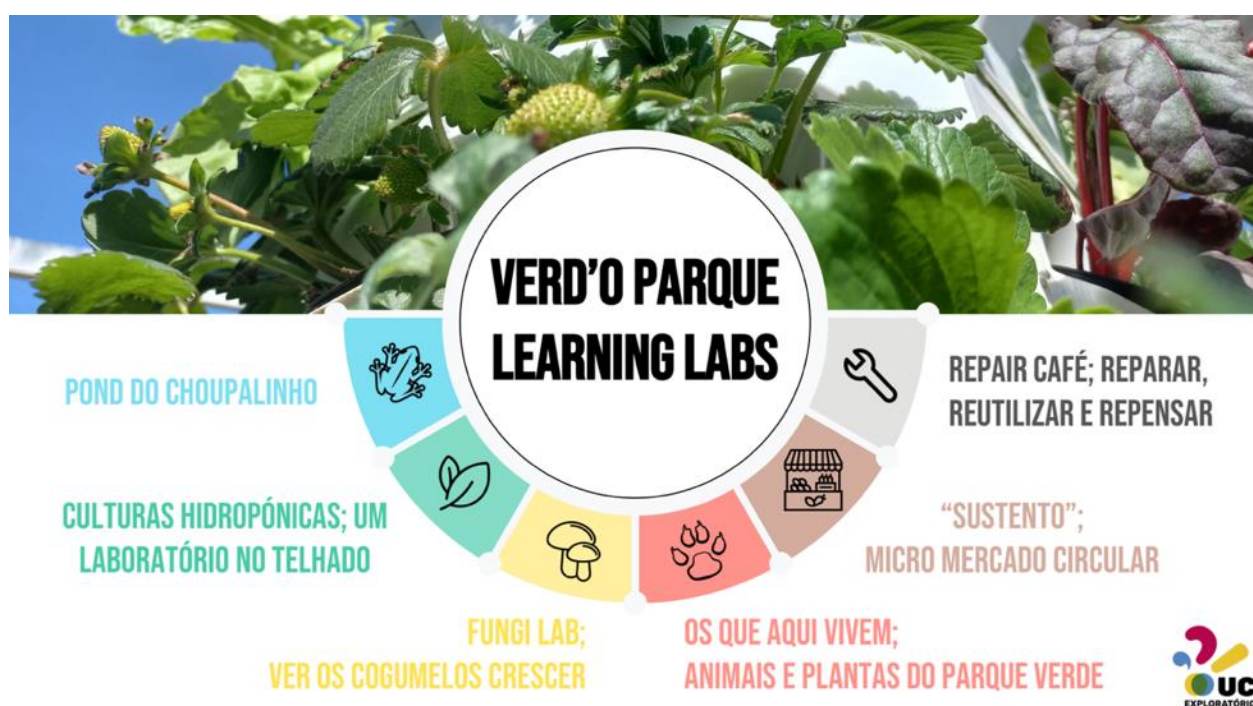 VERD'O PARQUE
LEARNING LABS
POND DO CHOUPALINHO
CULTURAS HIDROPÓNICAS; UM
LABORATÓRIO NO TELHADO
FUNGI LAB;
VER OS COGUMELOS CRESCER
OS QUE AQUI VIVEM;
ANIMAIS E PLANTAS DO PARQUE VERDE
“SUSTENTO”;
MICRO MERCADO CIRCULAR
REPAIR CAFÉ; REPARAR,
REUTILIZAR E REPENSAR
UC
EXPLORATÓRIO